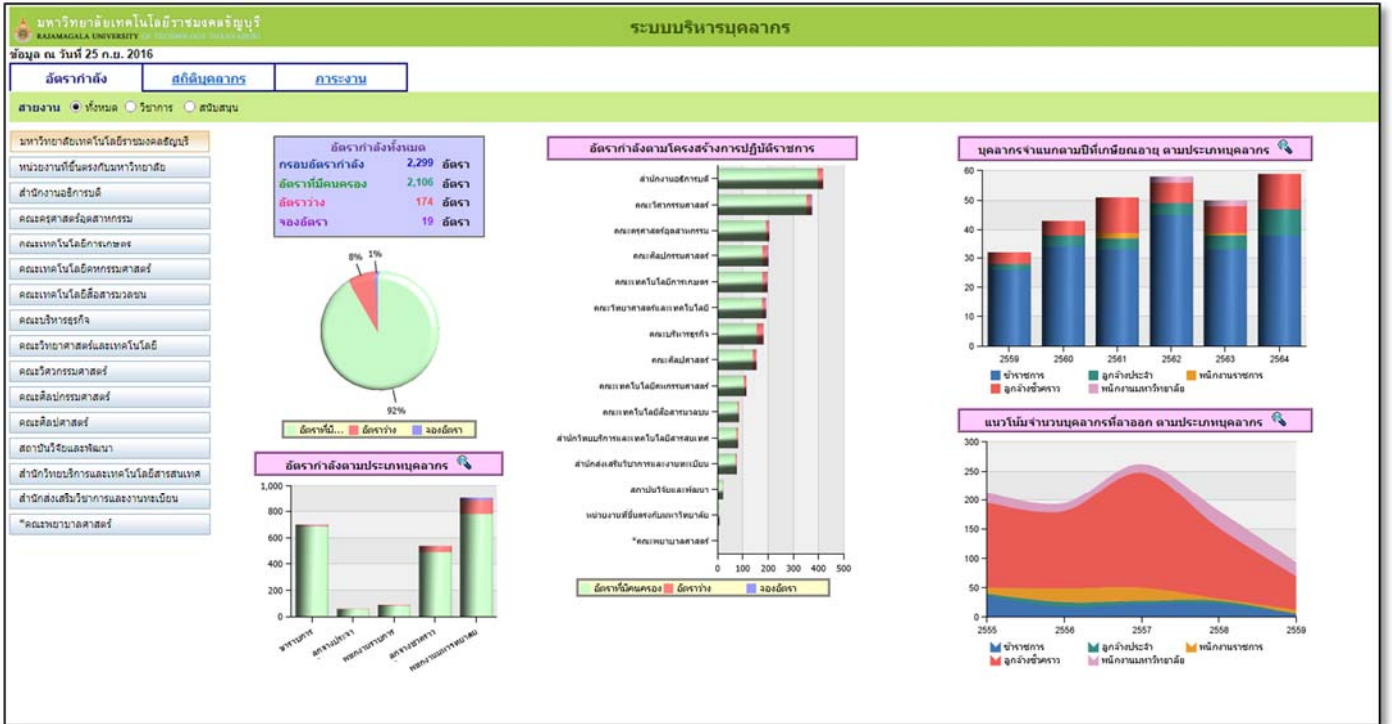 มหาวิทยาลัยเทคโนโลยีราชมงคลธัญบุรี
RAJAMAGALA UNIVERSITY OF TECHNOLOGY THANYABURI
ระบบบริหารบุคลากร
ข้อมูล ณ วันที่ 25 ก.ย. 2016
อัตรากำลัง สถิติบุคลากร ภาระงาน
สายงาน ทั้งหมด วิชาการ สนับสนุน
มหาวิทยาลัยเทคโนโลยีราชมงคลธัญบุรี
หน่วยงานที่ขึ้นตรงกับมหาวิทยาลัย
สำนักงานอธิการบดี
คณะครุศาสตร์อุตสาหกรรม
คณะเทคโนโลยีการเกษตร
คณะเทคโนโลยีคหกรรมศาสตร์
คณะเทคโนโลยีสื่อสารมวลชน
คณะบริหารธุรกิจ
คณะวิทยาศาสตร์และเทคโนโลยี
คณะวิศวกรรมศาสตร์
คณะศิลปกรรมศาสตร์
คณะศิลปศาสตร์
สถาบันวิจัยและพัฒนา
สำนักวิทยบริการและเทคโนโลยีสารสนเทศ
สำนักส่งเสริมวิชาการและงานทะเบียน
*คณะพยาบาลศาสตร์
อัตรากำลังทั้งหมด
กรอบอัตรากำลัง 2,299 อัตรา
อัตราที่มีคนครอง 2,106 อัตรา
อัตราว่าง 174 อัตรา
จองอัตรา 19 อัตรา
8% 1%
92%
อัตราที่มี... อัตราว่าง จองอัตรา
อัตรากำลังตามประเภทบุคลากร
1,000
800
600
400
200
0
ข้าราชการ
ลูกจ้างประจำ
พนักงานราชการ
ลูกจ้างชั่วคราว
พนักงานมหาวิทยาลัย
อัตรากำลังตามโครงสร้างการปฏิบัติราชการ
สำนักงานอธิการบดี
คณะวิศวกรรมศาสตร์
คณะครุศาสตร์อุตสาหกรรม
คณะศิลปกรรมศาสตร์
คณะเทคโนโลยีการเกษตร
คณะวิทยาศาสตร์และเทคโนโลยี
คณะบริหารธุรกิจ
คณะศิลปศาสตร์
คณะเทคโนโลยีคหกรรมศาสตร์
คณะเทคโนโลยีสื่อสารมวลชน
สำนักวิทยบริการและเทคโนโลยีสารสนเทศ
สำนักส่งเสริมวิชาการและงานทะเบียน
สถาบันวิจัยและพัฒนา
หน่วยงานที่ขึ้นตรงกับมหาวิทยาลัย
*คณะพยาบาลศาสตร์
0 100 200 300 400 500
อัตราที่มีคนครอง อัตราว่าง จองอัตรา
บุคลากรจำแนกตามปีที่เกษียณอายุ ตามประเภทบุคลากร
60
50
40
30
20
10
0
2559 2560 2561 2562 2563 2564
ข้าราชการ ลูกจ้างประจำ พนักงานราชการ
ลูกจ้างชั่วคราว พนักงานมหาวิทยาลัย
แนวโน้มจำนวนบุคลากรที่ลาออก ตามประเภทบุคลากร
300
250
200
150
100
50
0
2555 2556 2557 2558 2559
ข้าราชการ ลูกจ้างประจำ พนักงานราชการ
ลูกจ้างชั่วคราว พนักงานมหาวิทยาลัย